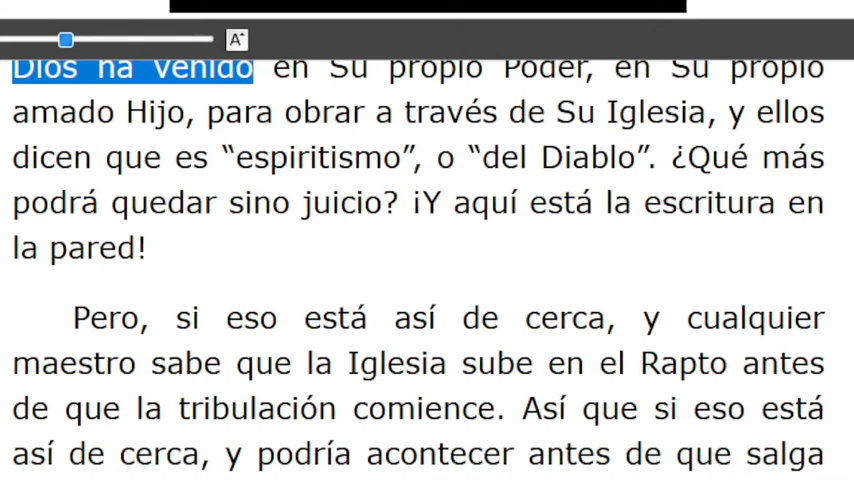 A
Dios ha venido en Su propio Poder, en Su propio
amado Hijo, para obrar a través de Su Iglesia, y ellos
dicen que es “espiritismo”, o “del Diablo”. ¿Qué más
podrá quedar sino juicio? ¡Y aquí está la escritura en
la pared!
Pero, si eso está así de cerca, y cualquier
maestro sabe que la Iglesia sube en el Rapto antes
de que la tribulación comience. Así que si eso está
así de cerca, y podría acontecer antes de que salga